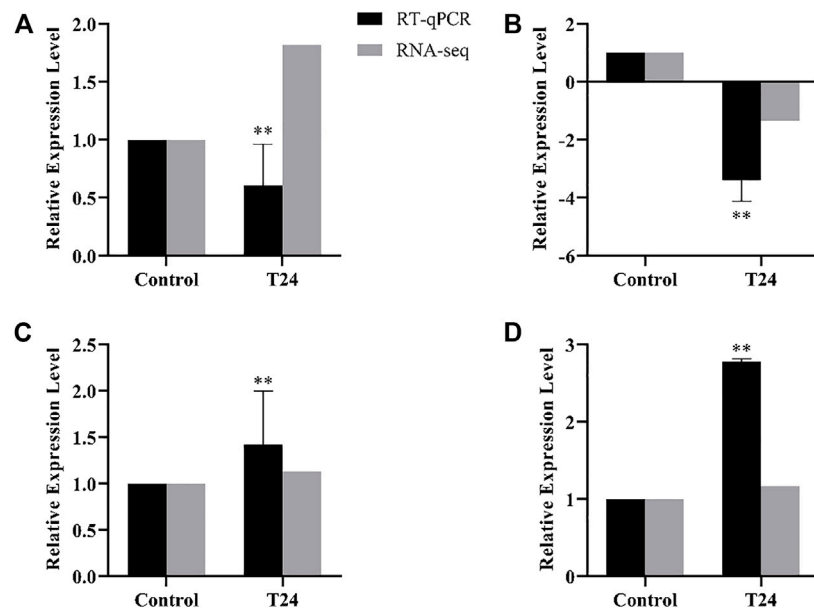 A
Relative Expression Level
2.0
1.5
1.0
0.5
0.0
**
Control
T24
RT-qPCR
RNA-seq
B
Relative Expression Level
2
0
-2
-4
-6
**
Control
T24
C
Relative Expression Level
2.5
2.0
1.5
1.0
0.5
0.0
**
Control
T24
D
Relative Expression Level
3
2
1
0
**
Control
T24